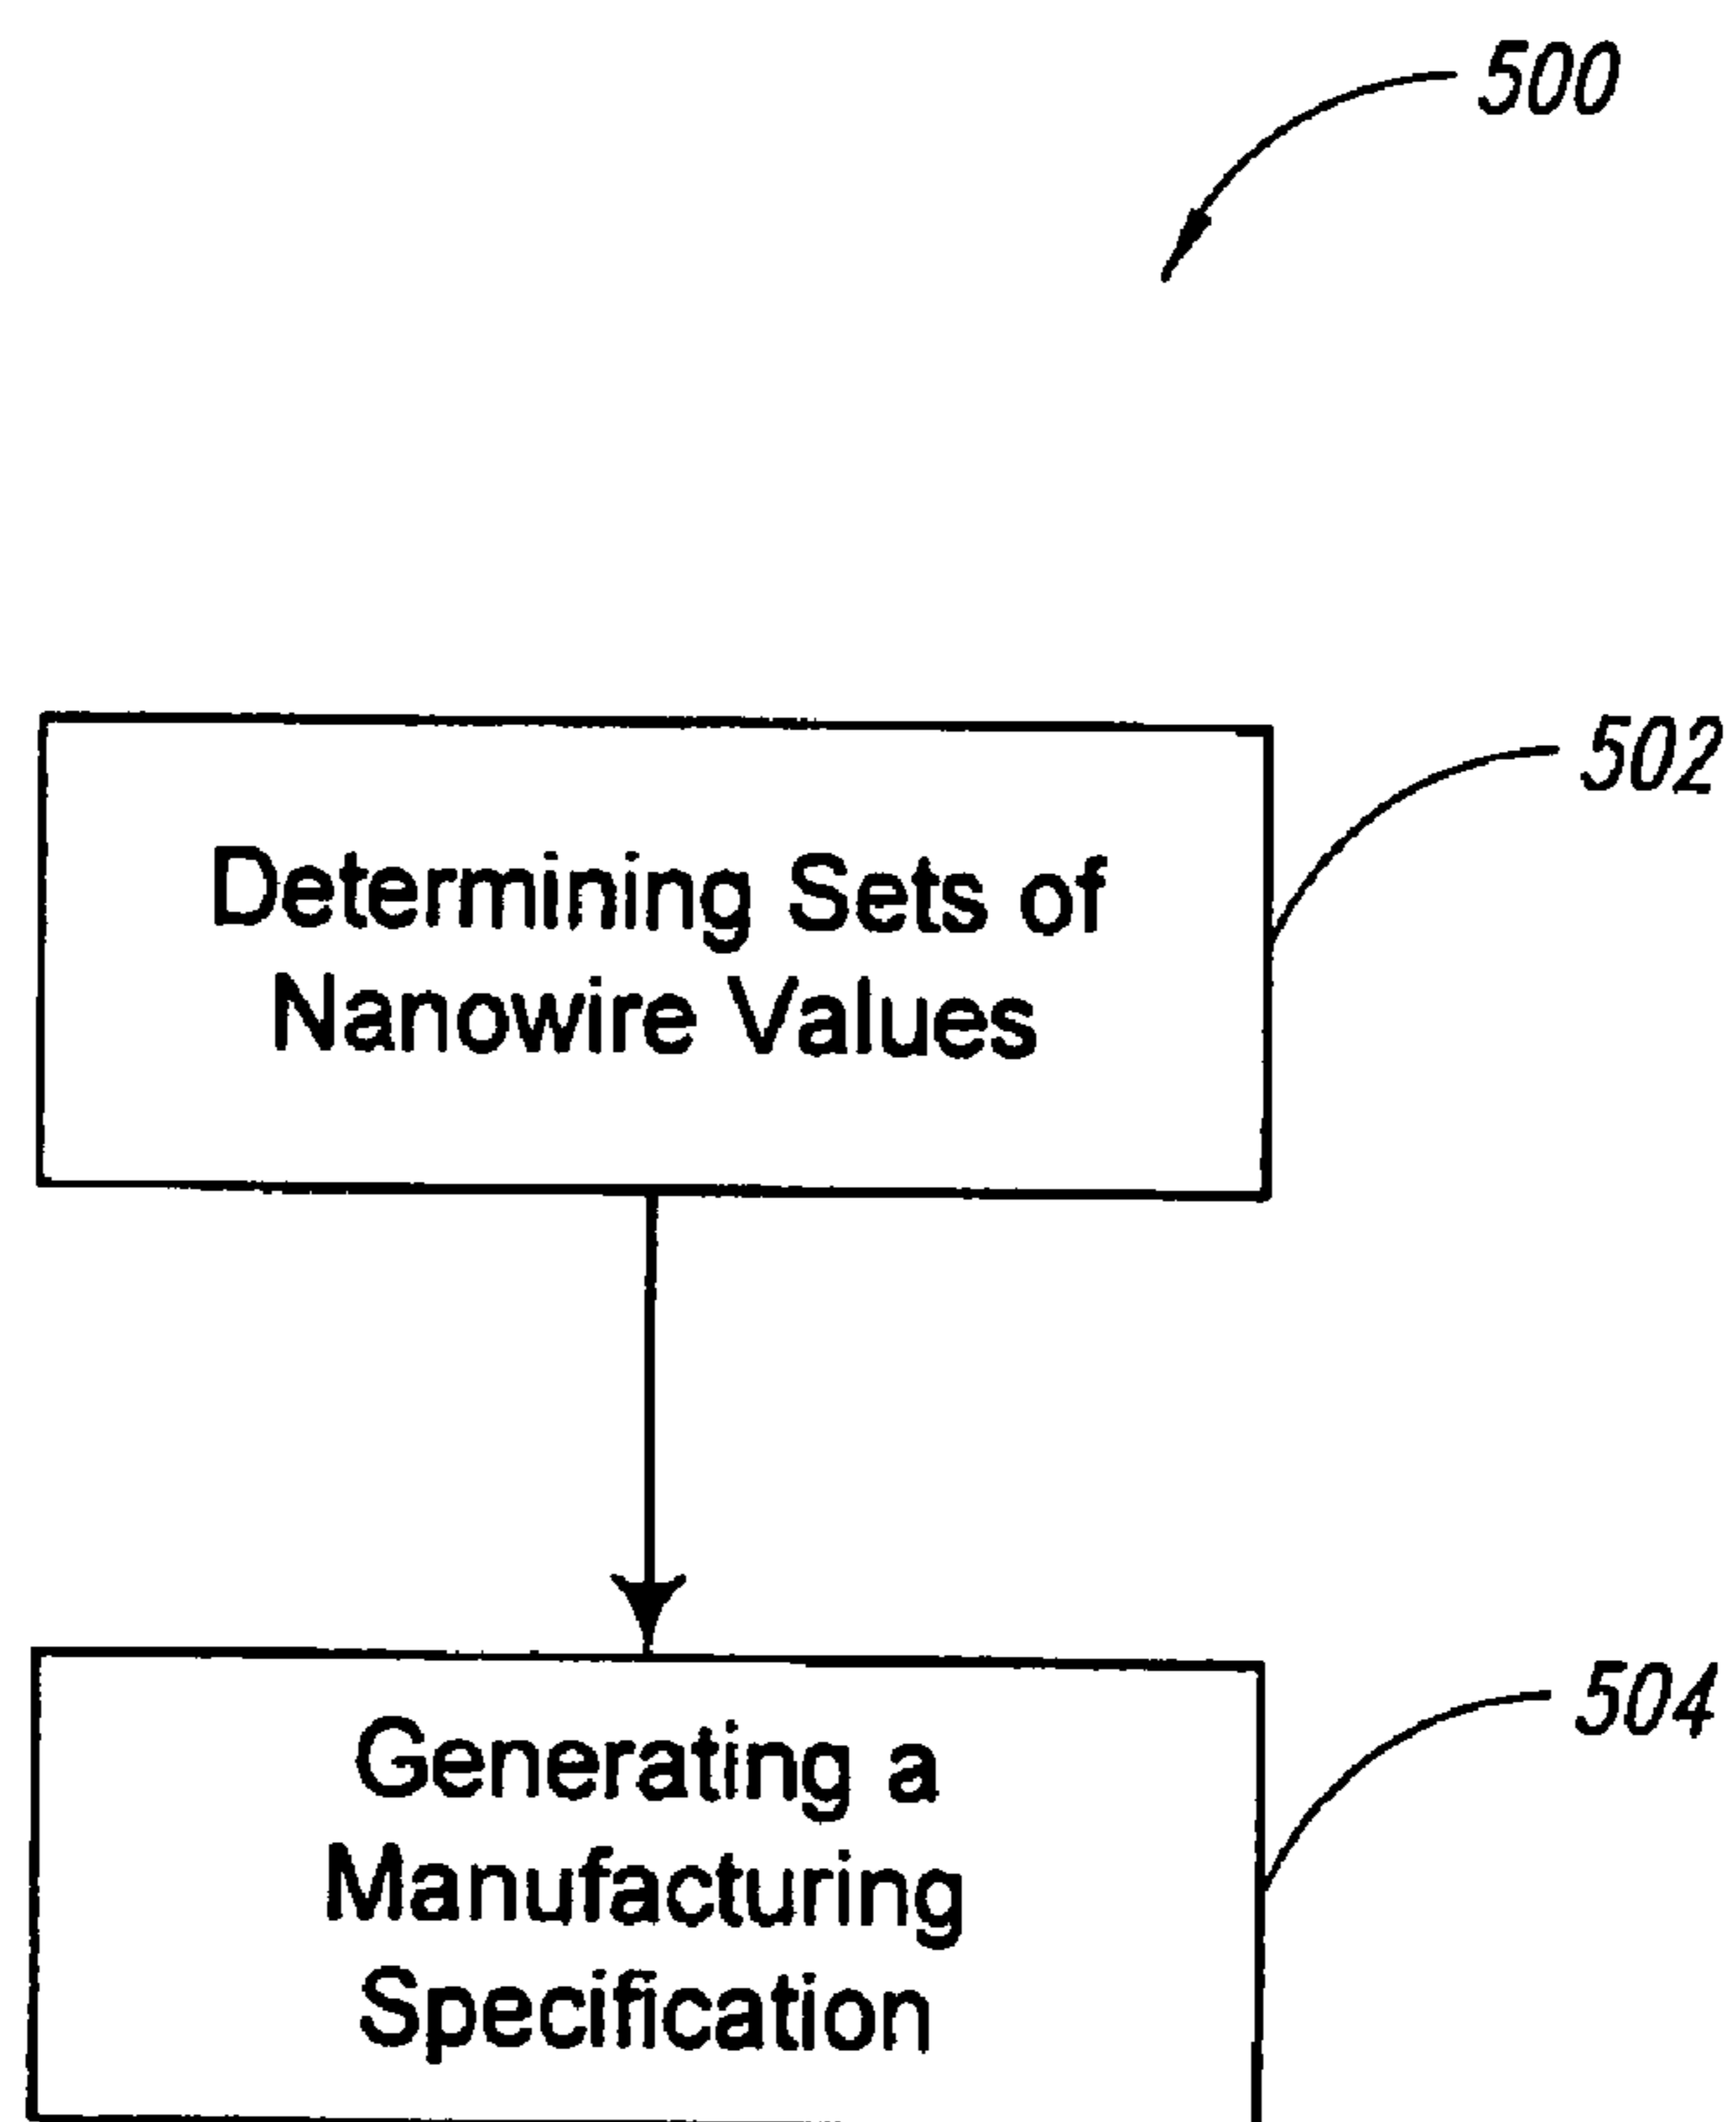 500
502
Determining Sets of
Nanowire Values
504
Generating a
Manufacturing
Specification